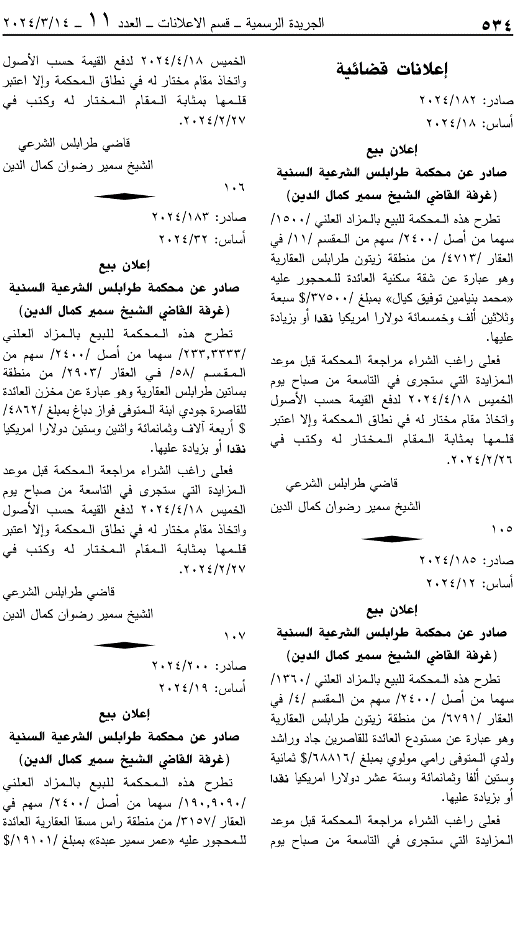 ٥٣٤
الجريدة الرسمية ـ قسم الاعلانات ـ العدد ١١ ـ ٢٠٢٤/٣/١٤
إعلانات قضائية
صادر: ٢٠٢٤/١٨٢
أساس: ٢٠٢٤/١٨
إعلان بيع
صادر عن محكمة طرابلس الشرعية السنية
(غرفة القاضي الشيخ سمير كمال الدين)
تطرح هذه المحكمة للبيع بالمزاد العلني /١٥٠٠/
سهما من أصل /٢٤٠٠/ سهم من المقسم /١١/ في
العقار /٤٧١٣/ من منطقة زيتون طرابلس العقارية
وهو عبارة عن شقة سكنية العائدة للمحجور عليه
«محمد بنيامين توفيق كيال» بمبلغ /٣٧٥٠٠/$ سبعة
وثلاثين ألف وخمسمائة دولارا امريكيا نقدا أو بزيادة
عليها.
فعلى راغب الشراء مراجعة المحكمة قبل موعد
المزايدة التي ستجرى في التاسعة من صباح يوم
الخميس ٢٠٢٤/٤/١٨ لدفع القيمة حسب الأصول
واتخاذ مقام مختار له في نطاق المحكمة وإلا اعتبر
قلمها بمثابة المقام المختار له وكتب في
٢٠٢٤/٢/٢٦.
قاضي طرابلس الشرعي
الشيخ سمير رضوان كمال الدين
١٠٥
صادر: ٢٠٢٤/١٨٥
أساس: ٢٠٢٤/١٢
إعلان بيع
صادر عن محكمة طرابلس الشرعية السنية
(غرفة القاضي الشيخ سمير كمال الدين)
تطرح هذه المحكمة للبيع بالمزاد العلني /١٣٦٠/
سهما من أصل /٢٤٠٠/ سهم من المقسم /٤/ في
العقار /٦٧٩١/ من منطقة زيتون طرابلس العقارية
وهو عبارة عن مستودع العائدة للقاصرين جاد وراشد
ولدي المتوفى رامي مولوي بمبلغ /٦٨٨١٦/$ ثمانية
وستين ألفا وثمانمائة وستة عشر دولارا امريكيا نقدا
أو بزيادة عليها.
فعلى راغب الشراء مراجعة المحكمة قبل موعد
المزايدة التي ستجرى في التاسعة من صباح يوم
الخميس ٢٠٢٤/٤/١٨ لدفع القيمة حسب الأصول
واتخاذ مقام مختار له في نطاق المحكمة وإلا اعتبر
قلمها بمثابة المقام المختار له وكتب في
٢٠٢٤/٢/٢٧.
قاضي طرابلس الشرعي
الشيخ سمير رضوان كمال الدين
١٠٦
صادر: ٢٠٢٤/١٨٣
أساس: ٢٠٢٤/٣٢
إعلان بيع
صادر عن محكمة طرابلس الشرعية السنية
(غرفة القاضي الشيخ سمير كمال الدين)
تطرح هذه المحكمة للبيع بالمزاد العلني
/٢٣٣,٣٣٣٣/ سهما من أصل /٢٤٠٠/ سهم من
المقسم /٥٨/ في العقار /٢٩٠٣/ من منطقة
بساتين طرابلس العقارية وهو عبارة عن مخزن العائدة
للقاصرة جودي ابنة المتوفى فواز دباغ بمبلغ /٤٨٦٢/
$ أربعة آلاف وثمانمائة واثنين وستين دولارا امريكيا
نقدا أو بزيادة عليها.
فعلى راغب الشراء مراجعة المحكمة قبل موعد
المزايدة التي ستجرى في التاسعة من صباح يوم
الخميس ٢٠٢٤/٤/١٨ لدفع القيمة حسب الأصول
واتخاذ مقام مختار له في نطاق المحكمة وإلا اعتبر
قلمها بمثابة المقام المختار له وكتب في
٢٠٢٤/٢/٢٧.
قاضي طرابلس الشرعي
الشيخ سمير رضوان كمال الدين
١٠٧
صادر: ٢٠٢٤/٢٠٠
أساس: ٢٠٢٤/١٩
إعلان بيع
صادر عن محكمة طرابلس الشرعية السنية
(غرفة القاضي الشيخ سمير كمال الدين)
تطرح هذه المحكمة للبيع بالمزاد العلني
/١٩٠,٩٠٩٠/ سهما من أصل /٢٤٠٠/ سهم في
العقار /٣١٥٧/ من منطقة راس مسقا العقارية العائدة
للمحجور عليه «عمر سمير عبدة» بمبلغ /١٩١٠١/$